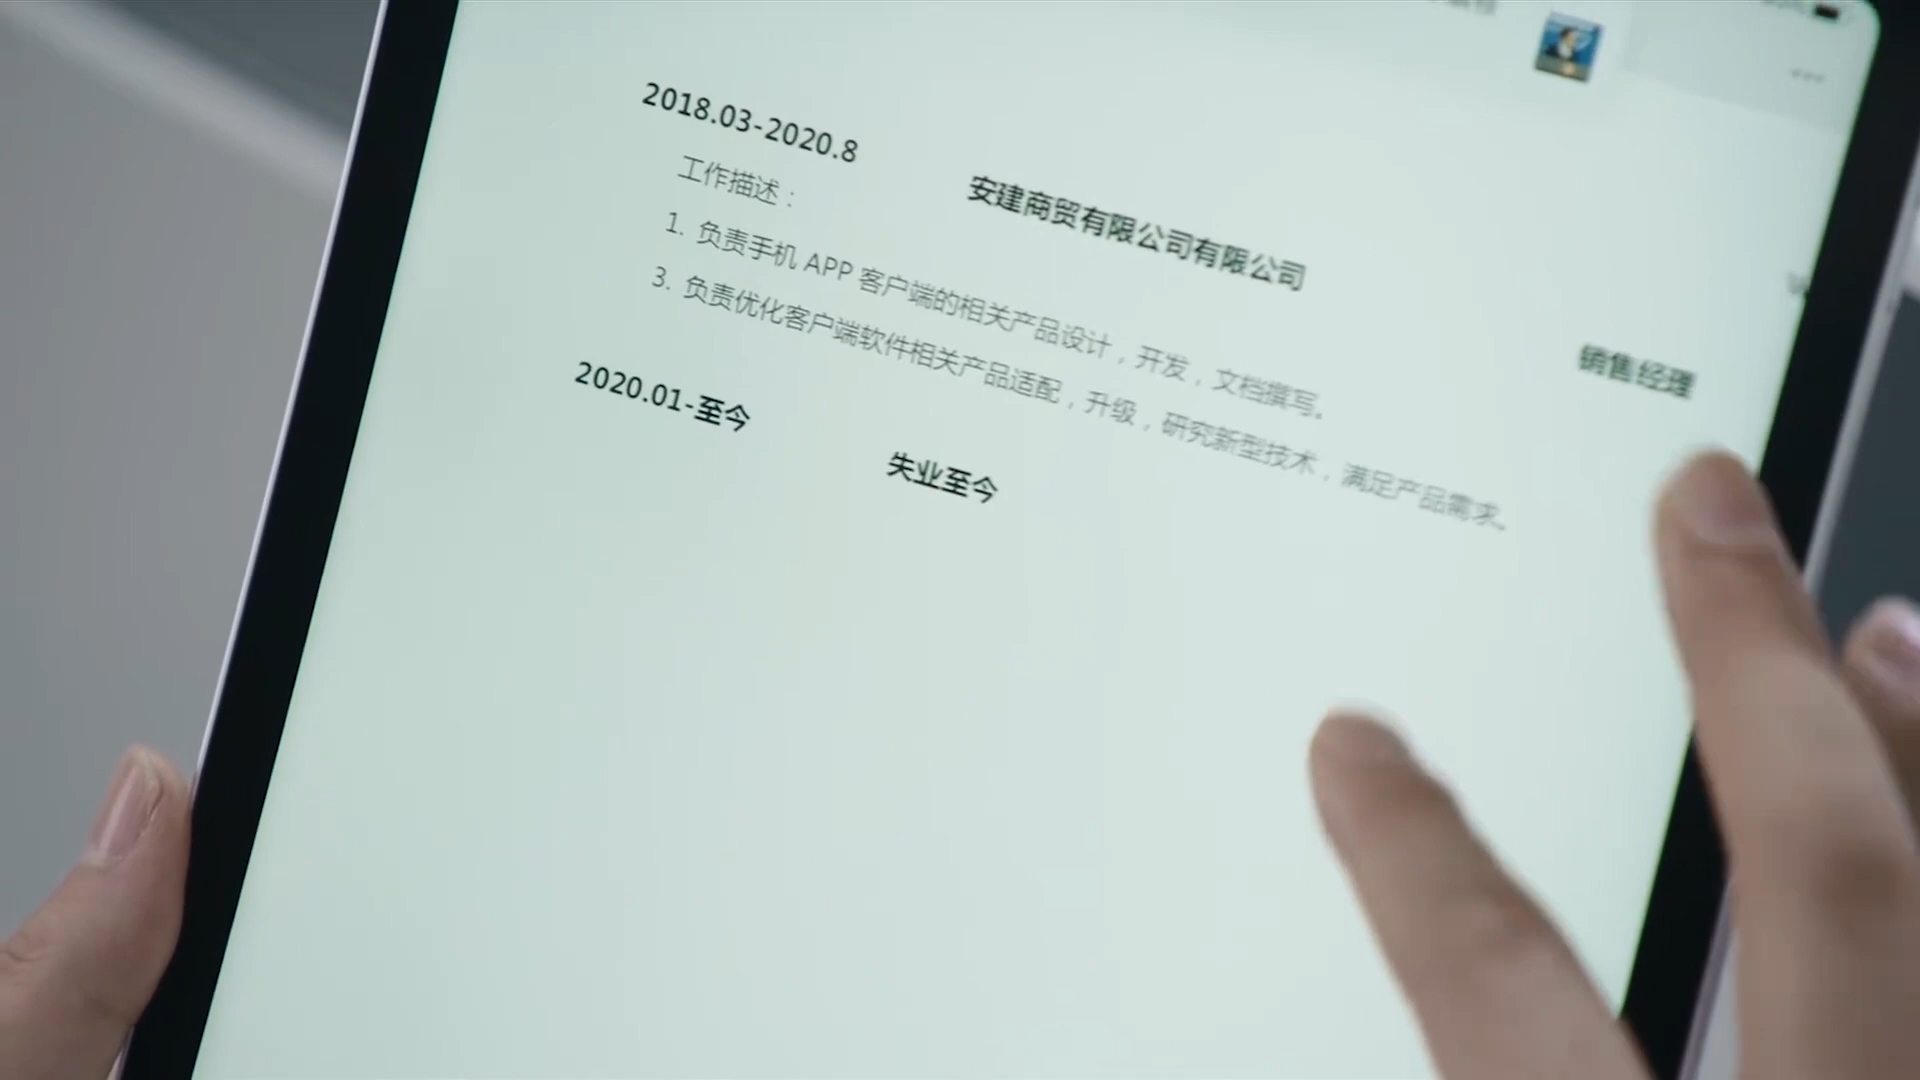 2018.03-2020.8
安建商贸有限公司有限公司
销售经理
工作描述：
1. 负责手机 APP 客户端的相关产品设计，开发，文档撰写。
3. 负责优化客户端软件相关产品适配，升级，研究新型技术，满足产品需求。
2020.01-至今
失业至今